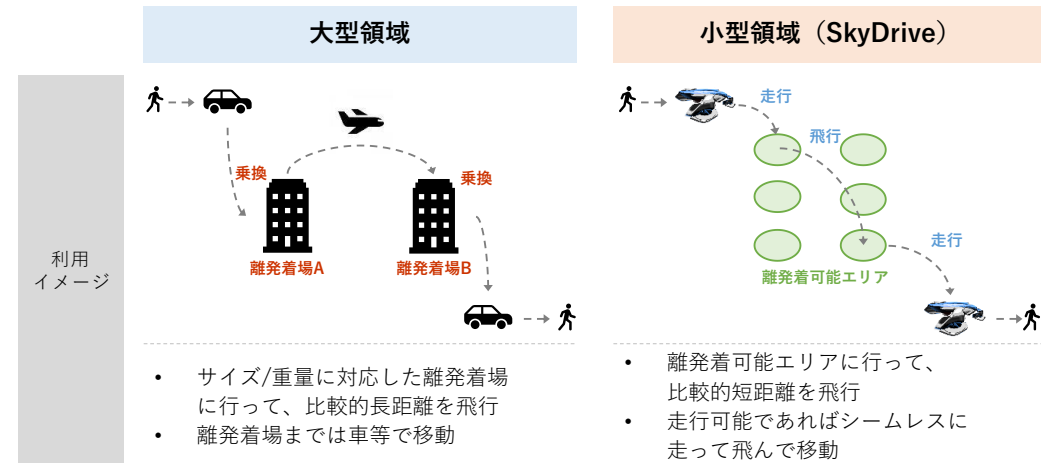 大型領域
小型領域（SkyDrive）
利用
イメージ
乗換
乗換
離発着場A
離発着場B
走行
飛行
走行
離発着可能エリア
• サイズ/重量に対応した離発着場
に行って、比較的長距離を飛行
• 離発着場までは車等で移動
• 離発着可能エリアに行って、
比較的短距離を飛行
• 走行可能であればシームレスに
走って飛んで移動